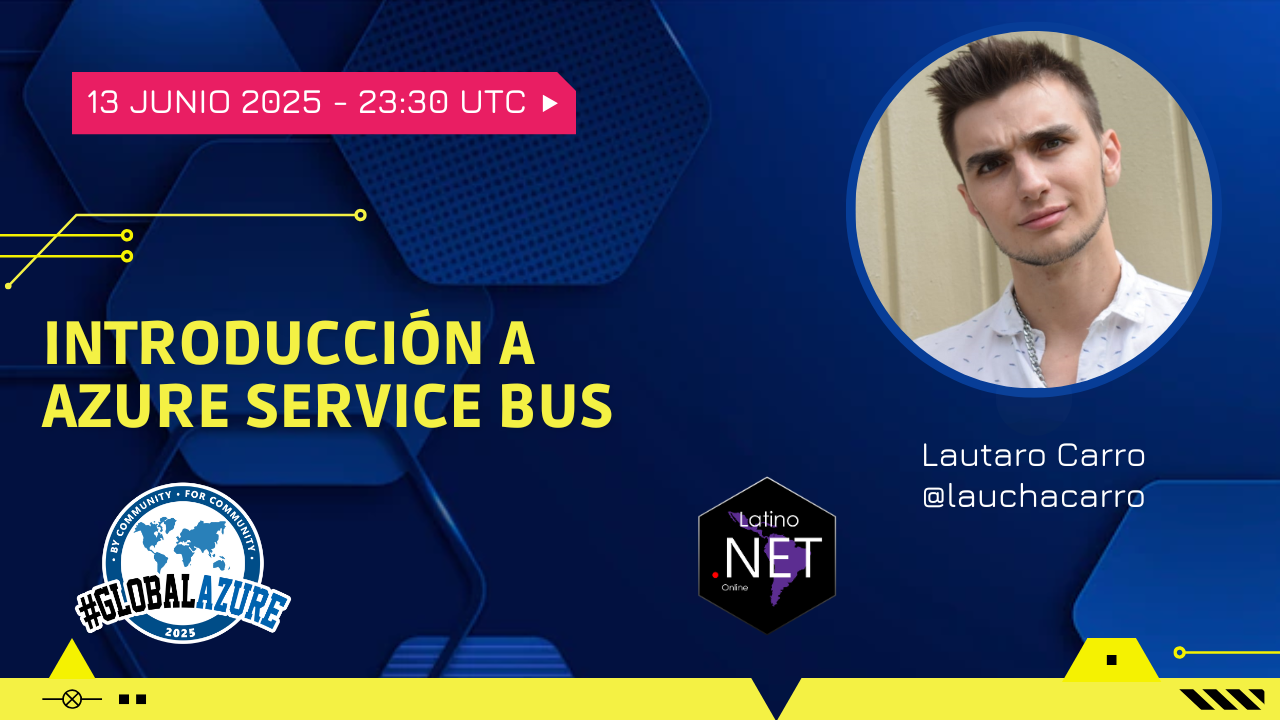 13 JUNIO 2025 - 23:30 UTC
INTRODUCCIÓN A
AZURE SERVICE BUS
Lautaro Carro
@lauchacarro
• BY COMMUNITY • FOR COMMUNITY •
#GLOBALAZURE
2025
Latino
.NET
Online